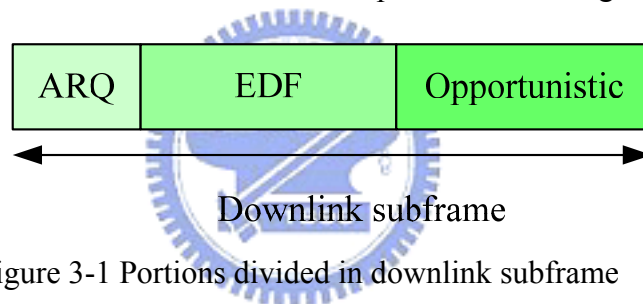 ARQ EDF Opportunistic
Downlink subframe
igure 3-1 Portions divided in downlink subframe